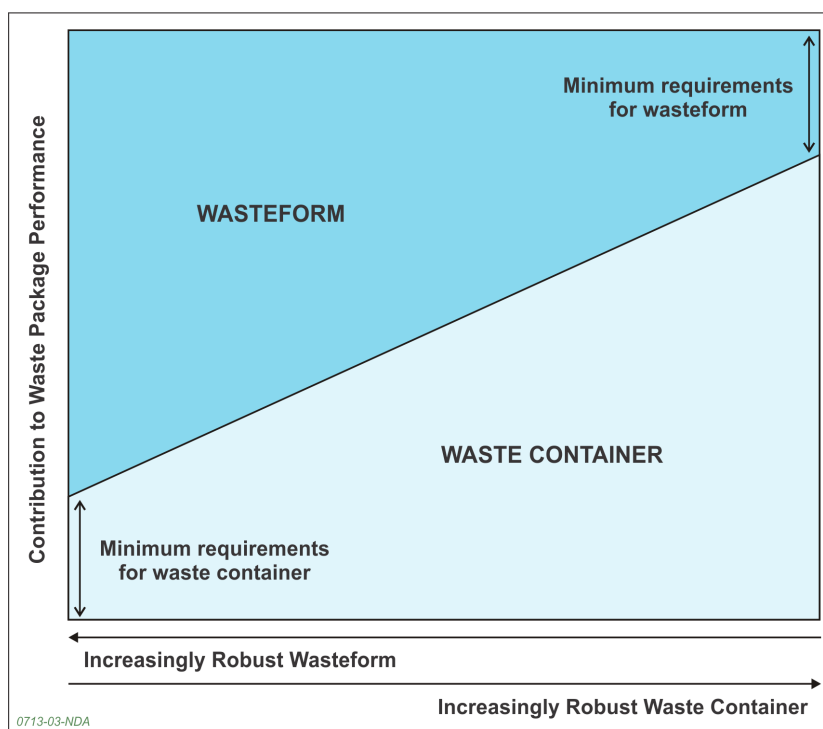 Contribution to Waste Package Performance
Minimum requirements
for wasteform
WASTEFORM
WASTE CONTAINER
Minimum requirements
for waste container
Increasingly Robust Wasteform
Increasingly Robust Waste Container
0713-03-NDA